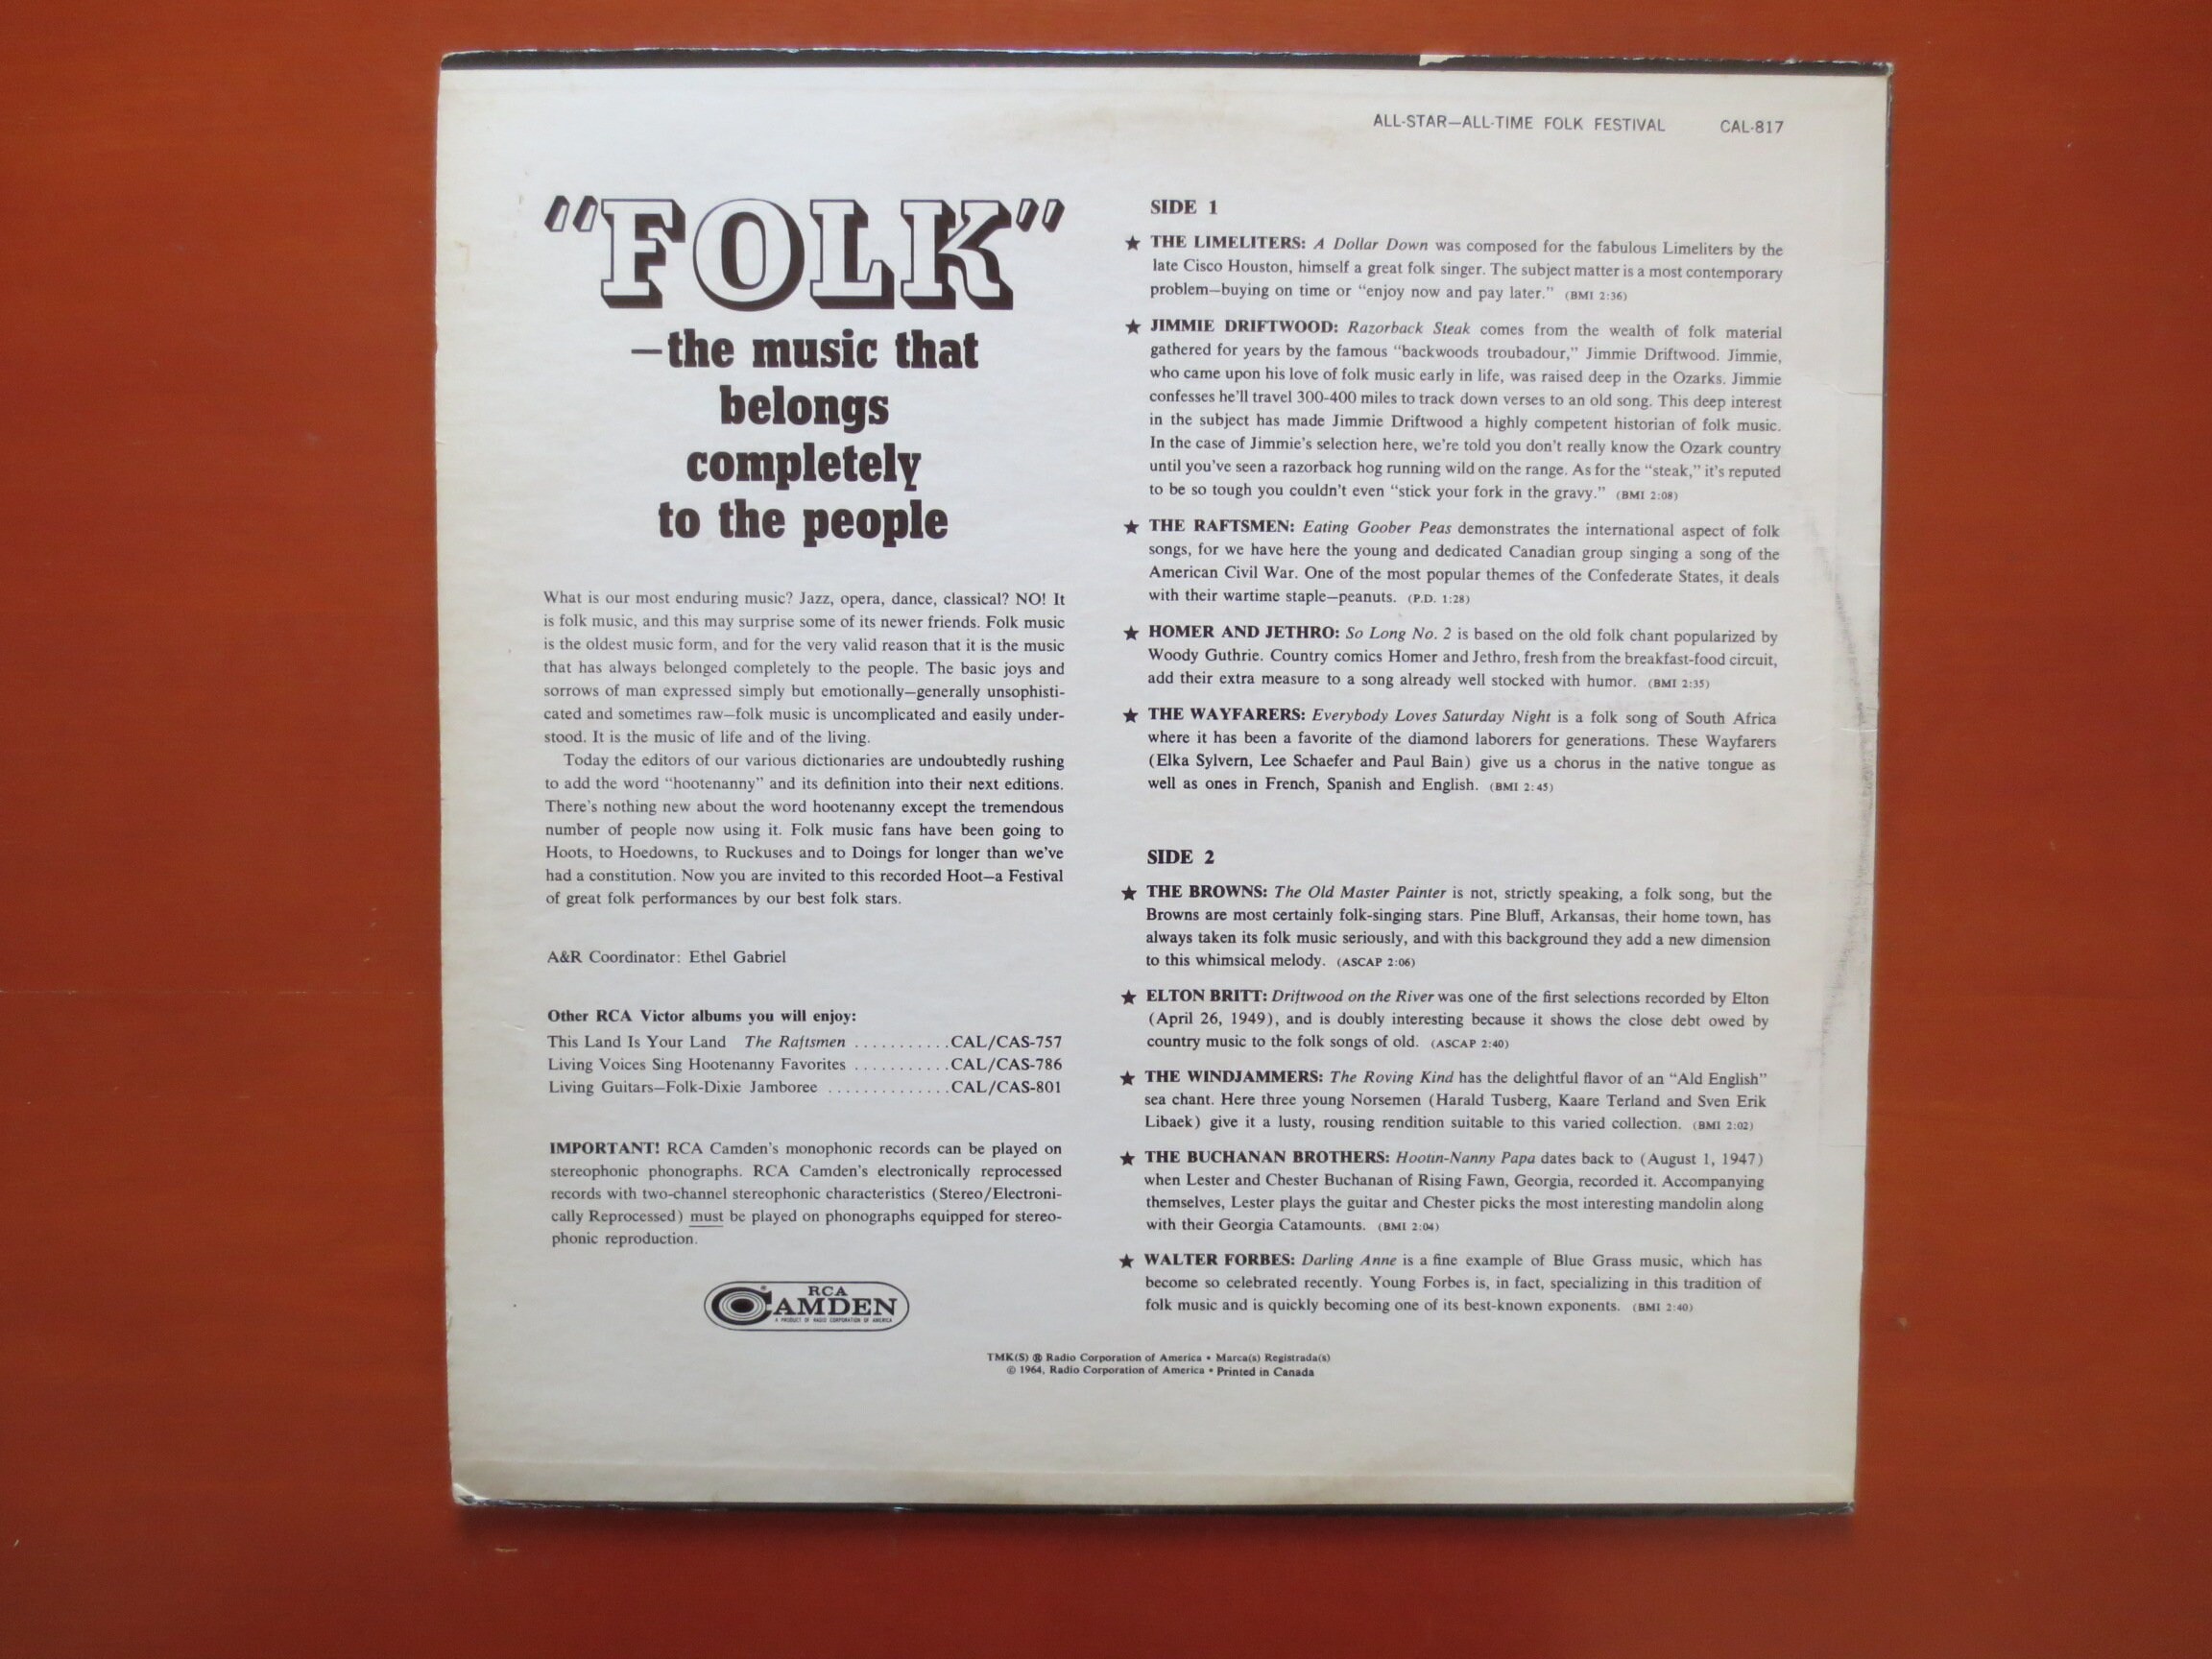 ALL-STAR—ALL-TIME FOLK FESTIVAL CAL-817
"FOLK"
—the music that
belongs
completely
to the people
What is our most enduring music? Jazz, opera, dance, classical? NO! It
is folk music, and this may surprise some of its newer friends. Folk music
is the oldest music form, and for the very valid reason that it is the music
that has always belonged completely to the people. The basic joys and
sorrows of man expressed simply but emotionally—generally unsophisti-
cated and sometimes raw—folk music is uncomplicated and easily under-
stood. It is the music of life and of the living.
Today the editors of our various dictionaries are undoubtedly rushing
to add the word "hootenanny" and its definition into their next editions.
There's nothing new about the word hootenanny except the tremendous
number of people now using it. Folk music fans have been going to
Hoots, to Hoedowns, to Ruckuses and to Doings for longer than we've
had a constitution. Now you are invited to this recorded Hoot—a Festival
of great folk performances by our best folk stars.
A&R Coordinator: Ethel Gabriel
Other RCA Victor albums you will enjoy:
This Land Is Your Land The Raftsmen ...........CAL/CAS-757
Living Voices Sing Hootenanny Favorites ...........CAL/CAS-786
Living Guitars—Folk-Dixie Jamboree ..............CAL/CAS-801
IMPORTANT! RCA Camden's monophonic records can be played on
stereophonic phonographs. RCA Camden's electronically reprocessed
records with two-channel stereophonic characteristics (Stereo/Electroni-
cally Reprocessed) must be played on phonographs equipped for stereo-
phonic reproduction.
RCA
CAMDEN
A PRODUCT OF RADIO CORPORATION OF AMERICA
SIDE 1
★ THE LIMELITERS: A Dollar Down was composed for the fabulous Limeliters by the
late Cisco Houston, himself a great folk singer. The subject matter is a most contemporary
problem—buying on time or "enjoy now and pay later." (BMI 2:36)
★ JIMMIE DRIFTWOOD: Razorback Steak comes from the wealth of folk material
gathered for years by the famous "backwoods troubadour," Jimmie Driftwood. Jimmie,
who came upon his love of folk music early in life, was raised deep in the Ozarks. Jimmie
confesses he'll travel 300-400 miles to track down verses to an old song. This deep interest
in the subject has made Jimmie Driftwood a highly competent historian of folk music.
In the case of Jimmie's selection here, we're told you don't really know the Ozark country
until you've seen a razorback hog running wild on the range. As for the "steak," it's reputed
to be so tough you couldn't even "stick your fork in the gravy." (BMI 2:08)
★ THE RAFTSMEN: Eating Goober Peas demonstrates the international aspect of folk
songs, for we have here the young and dedicated Canadian group singing a song of the
American Civil War. One of the most popular themes of the Confederate States, it deals
with their wartime staple—peanuts. (P.D. 1:28)
★ HOMER AND JETHRO: So Long No. 2 is based on the old folk chant popularized by
Woody Guthrie. Country comics Homer and Jethro, fresh from the breakfast-food circuit,
add their extra measure to a song already well stocked with humor. (BMI 2:35)
★ THE WAYFARERS: Everybody Loves Saturday Night is a folk song of South Africa
where it has been a favorite of the diamond laborers for generations. These Wayfarers
(Elka Sylvern, Lee Schaefer and Paul Bain) give us a chorus in the native tongue as
well as ones in French, Spanish and English. (BMI 2:45)
SIDE 2
★ THE BROWNS: The Old Master Painter is not, strictly speaking, a folk song, but the
Browns are most certainly folk-singing stars. Pine Bluff, Arkansas, their home town, has
always taken its folk music seriously, and with this background they add a new dimension
to this whimsical melody. (ASCAP 2:06)
★ ELTON BRITT: Driftwood on the River was one of the first selections recorded by Elton
(April 26, 1949), and is doubly interesting because it shows the close debt owed by
country music to the folk songs of old. (ASCAP 2:40)
★ THE WINDJAMMERS: The Roving Kind has the delightful flavor of an "Ald English"
sea chant. Here three young Norsemen (Harald Tusberg, Kaare Terland and Sven Erik
Libaek) give it a lusty, rousing rendition suitable to this varied collection. (BMI 2:02)
★ THE BUCHANAN BROTHERS: Hootin-Nanny Papa dates back to (August 1, 1947)
when Lester and Chester Buchanan of Rising Fawn, Georgia, recorded it. Accompanying
themselves, Lester plays the guitar and Chester picks the most interesting mandolin along
with their Georgia Catamounts. (BMI 2:04)
★ WALTER FORBES: Darling Anne is a fine example of Blue Grass music, which has
become so celebrated recently. Young Forbes is, in fact, specializing in this tradition of
folk music and is quickly becoming one of its best-known exponents. (BMI 2:40)
TMK(S) ® Radio Corporation of America • Marca(s) Registrada(s)
© 1964, Radio Corporation of America • Printed in Canada